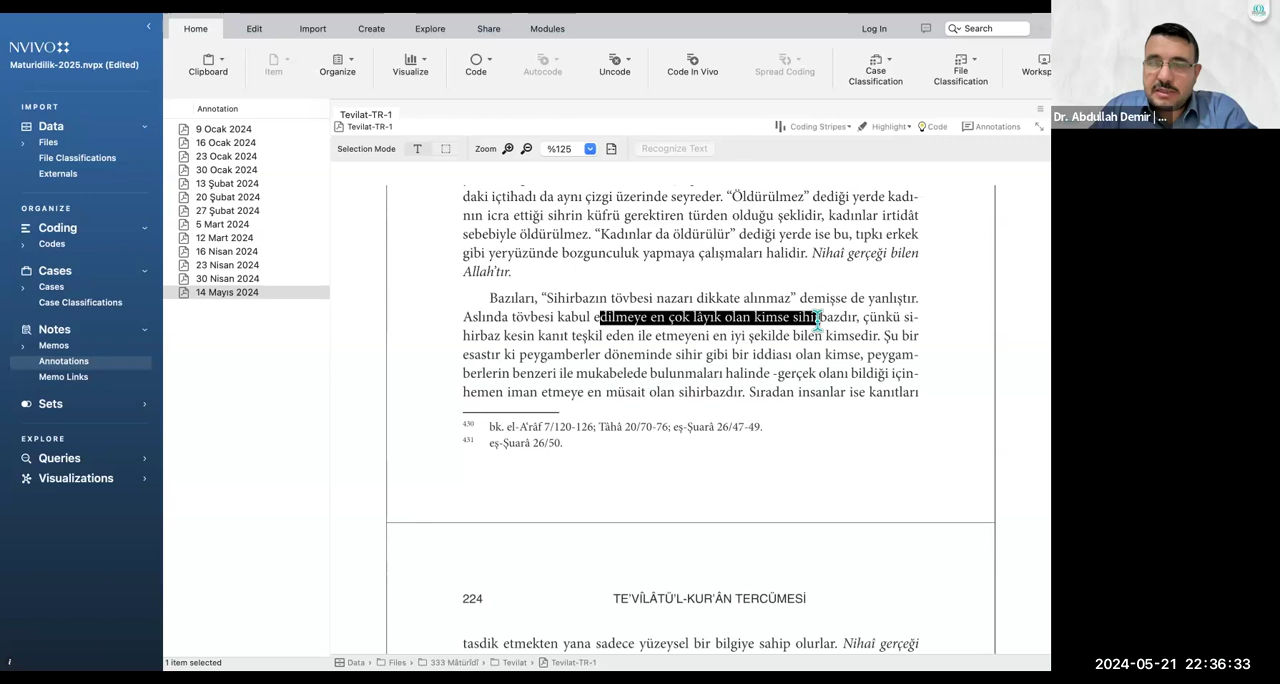 NVIVO
Maturidilik-2025.nvpx (Edited)
IMPORT
Data
Files
File Classifications
Externals
ORGANIZE
Coding
Codes
Cases
Cases
Case Classifications
Notes
Memos
Annotations
Memo Links
Sets
EXPLORE
Queries
Visualizations
Home Edit Import Create Explore Share Modules Log In Search
Clipboard Item Organize Visualize Code Autocode Uncode Code In Vivo Spread Coding Case Classification File Classification Worksp
Annotation
9 Ocak 2024
16 Ocak 2024
23 Ocak 2024
30 Ocak 2024
13 Şubat 2024
20 Şubat 2024
27 Şubat 2024
5 Mart 2024
12 Mart 2024
16 Nisan 2024
23 Nisan 2024
30 Nisan 2024
14 Mayıs 2024
1 item selected
Tevilat-TR-1
Tevilat-TR-1 Coding Stripes Highlight Code Annotations
Selection Mode T Zoom %125 Recognize Text
daki içtihadı da aynı çizgi üzerinde seyreder. “Öldürülmez” dediği yerde kadı-
nın icra ettiği sihrin küfrü gerektiren türden olduğu şeklidir, kadınlar irtidât
sebebiyle öldürülmez. “Kadınlar da öldürülür” dediği yerde ise bu, tıpkı erkek
gibi yeryüzünde bozgunculuk yapmaya çalışmaları halidir. Nihaî gerçeği bilen
Allah’tır.
Bazıları, “Sihirbazın tövbesi nazarı dikkate alınmaz” demişse de yanlıştır.
Aslında tövbesi kabul edilmeye en çok lâyık olan kimse sihirbazdır, çünkü si-
hirbaz kesin kanıt teşkil eden ile etmeyeni en iyi şekilde bilen kimsedir. Şu bir
esastır ki peygamberler döneminde sihir gibi bir iddiası olan kimse, peygam-
berlerin benzeri ile mukabelede bulunmaları halinde -gerçek olanı bildiği için-
hemen iman etmeye en müsait olan sihirbazdır. Sıradan insanlar ise kanıtları
430 bk. el-A’râf 7/120-126; Tâhâ 20/70-76; eş-Şuarâ 26/47-49.
431 eş-Şuarâ 26/50.
224 TE’VÎLÂTÜ’L-KUR’ÂN TERCÜMESİ
tasdik etmekten yana sadece yüzeysel bir bilgiye sahip olurlar. Nihaî gerçeği
Data > Files > 333 Mâtürîdî > Tevilat > Tevilat-TR-1
Dr. Abdullah Demir | ...
2024-05-21 22:36:33